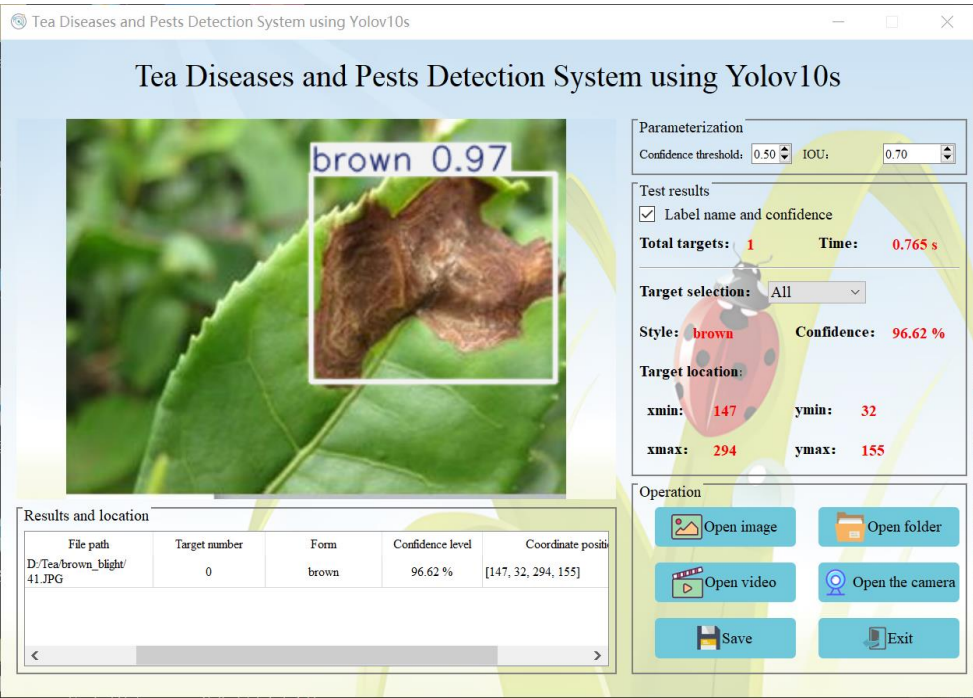 Tea Diseases and Pests Detection System using Yolov10s
Tea Diseases and Pests Detection System using Yolov10s
brown 0.97
Parameterization
Confidence threshold: 0.50 IOU: 0.70
Test results
Label name and confidence
Total targets: 1 Time: 0.765 s
Target selection: All
Style: brown Confidence: 96.62 %
Target location:
xmin: 147 ymin: 32
xmax: 294 ymax: 155
Operation
Open image Open folder
Open video Open the camera
Save Exit
Results and location
File path Target number Form Confidence level Coordinate positi
D:/Tea/brown_blight/
41.JPG 0 brown 96.62 % [147, 32, 294, 155]